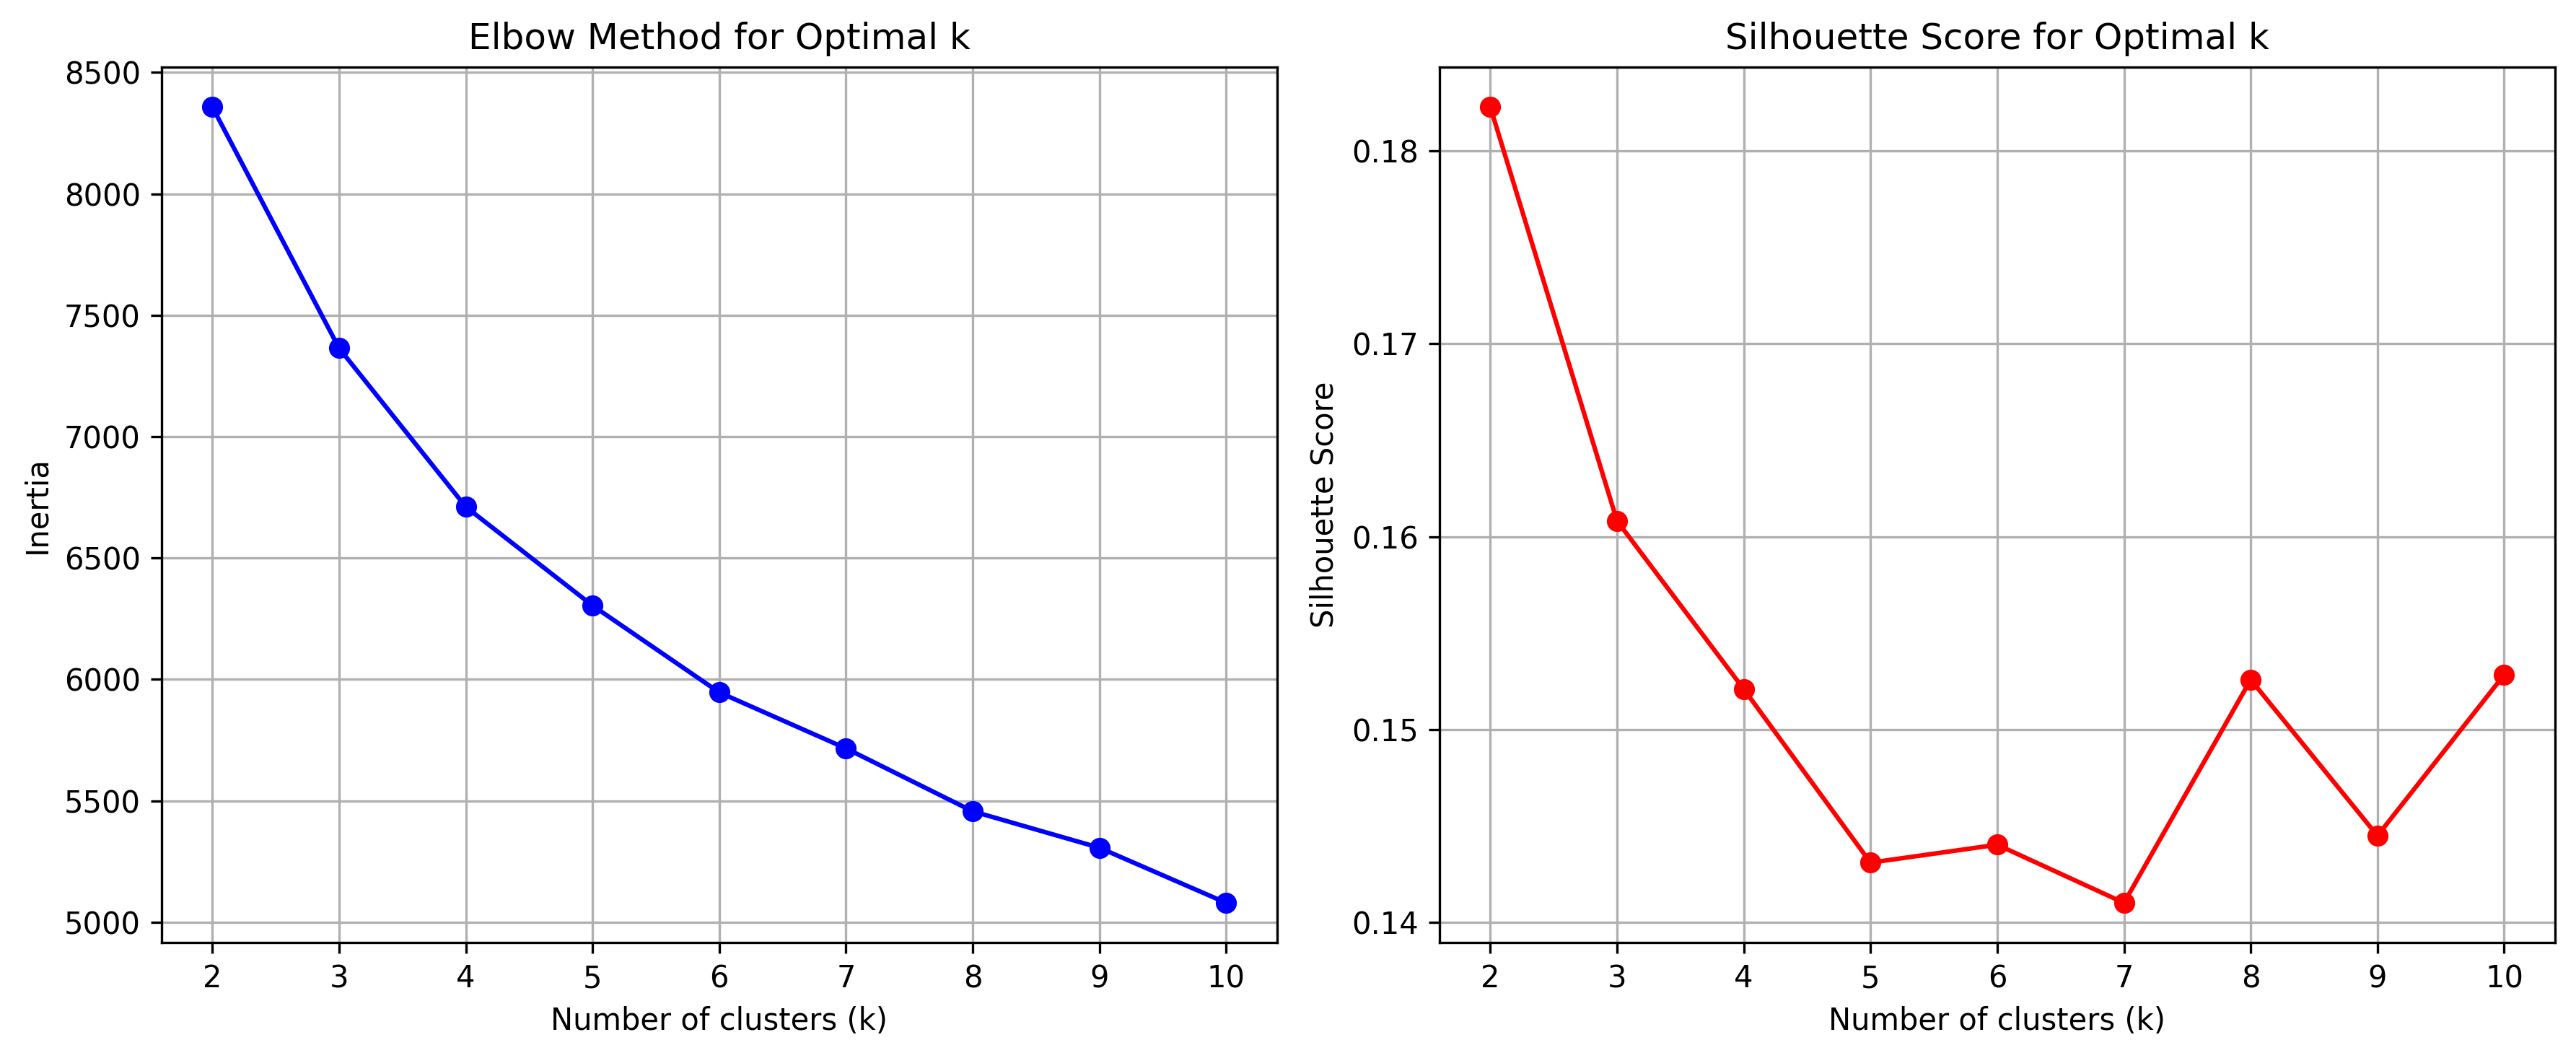 Elbow Method for Optimal k
8500
8000
7500
7000
6500
6000
5500
5000
Inertia
2 3 4 5 6 7 8 9 10
Number of clusters (k)
Silhouette Score for Optimal k
0.18
0.17
0.16
0.15
0.14
Silhouette Score
2 3 4 5 6 7 8 9 10
Number of clusters (k)